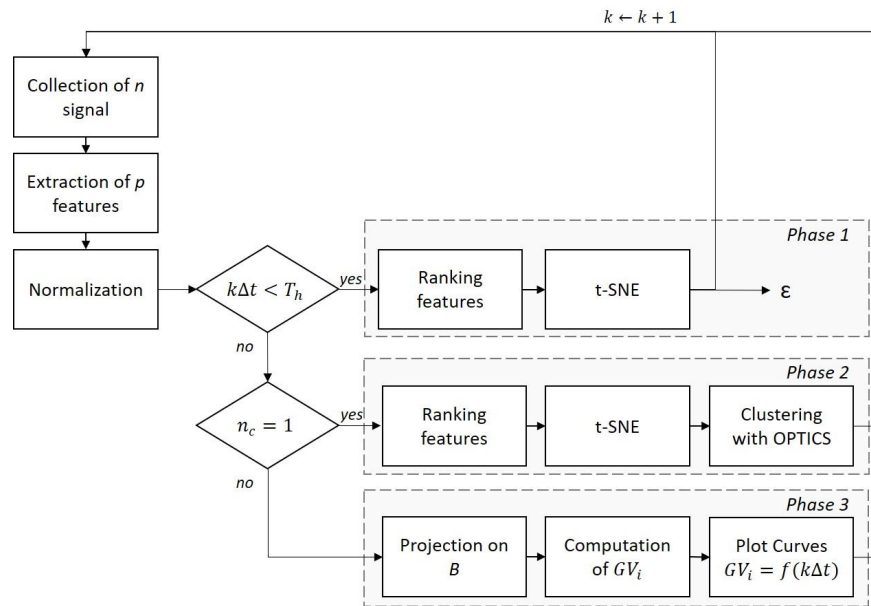 k ← k + 1
Collection of n
signal
Extraction of p
features
Normalization
kΔt < T_h
yes
no
Phase 1
Ranking
features
t-SNE
ε
n_c = 1
yes
no
Phase 2
Ranking
features
t-SNE
Clustering
with OPTICS
Phase 3
Projection on
B
Computation
of GV_i
Plot Curves
GV_i = f(kΔt)